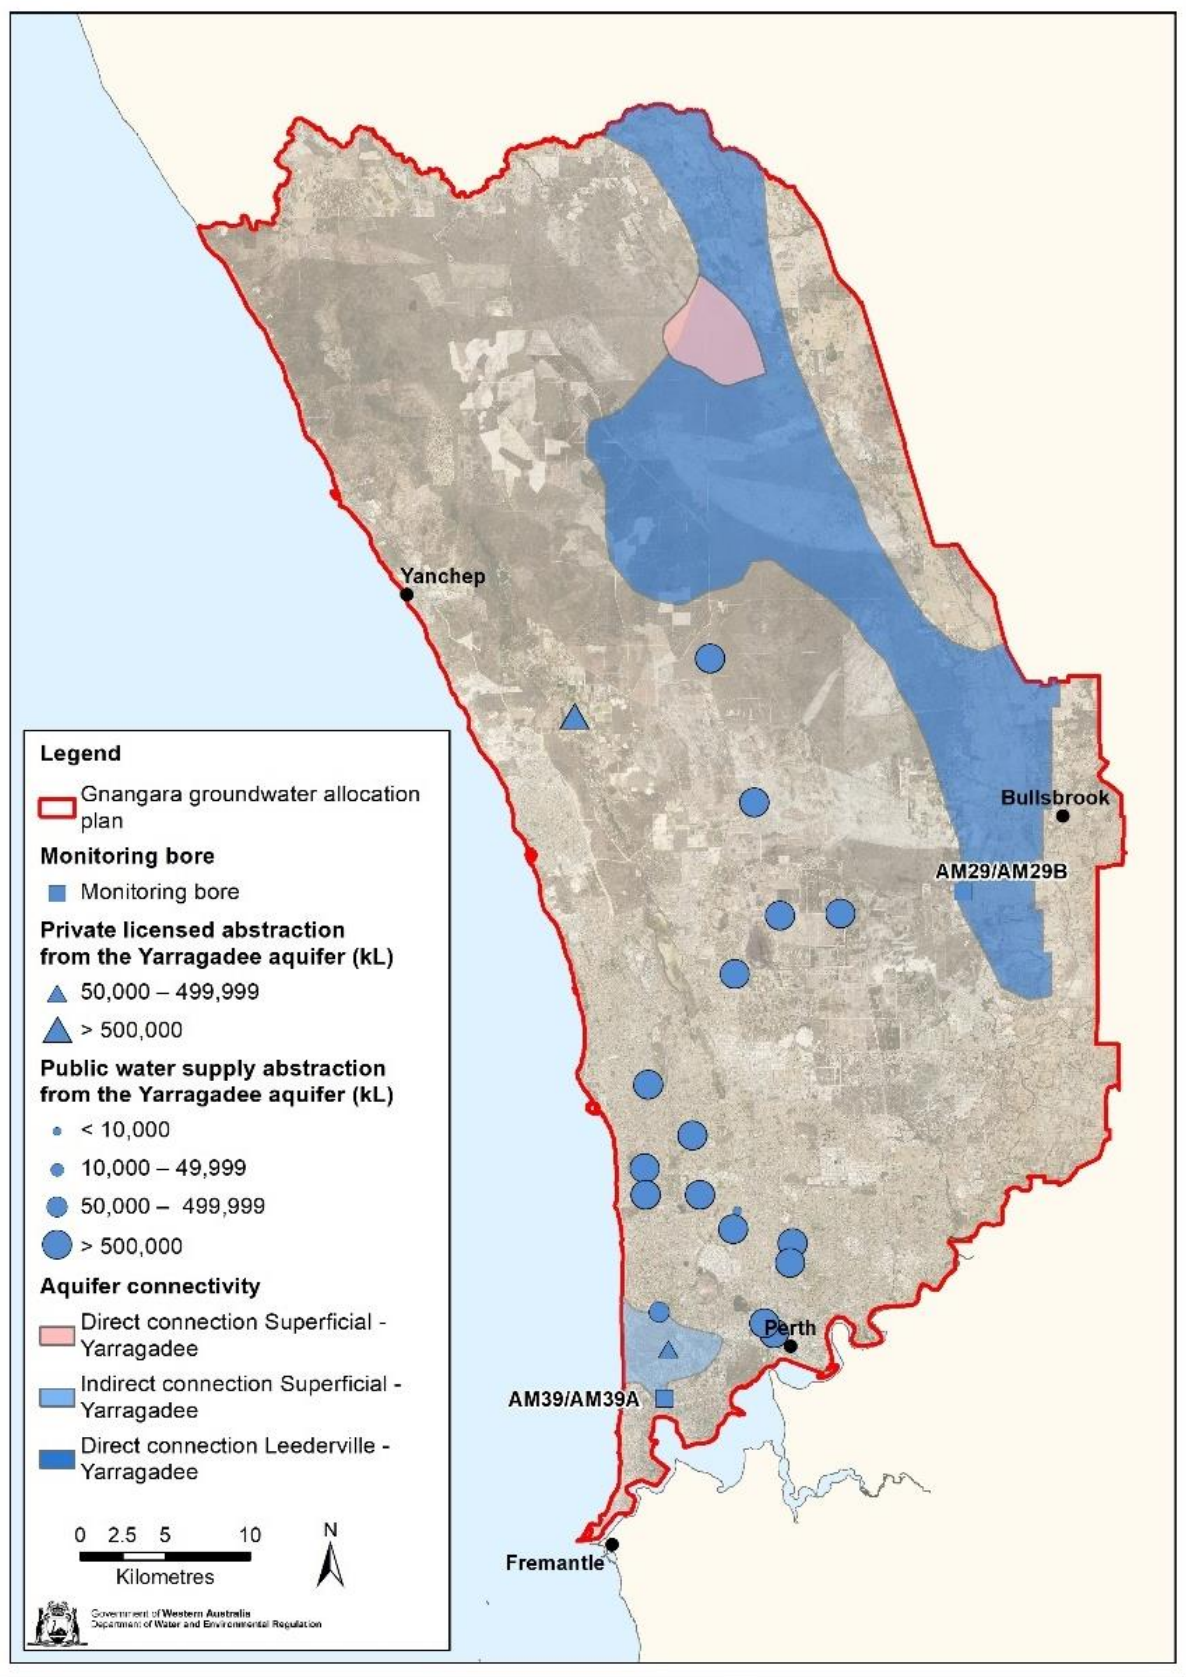 Yanchep
Bullsbrook
AM29/AM29B
Perth
AM39/AM39A
Fremantle
Legend
Gnangara groundwater allocation
plan
Monitoring bore
Monitoring bore
Private licensed abstraction
from the Yarragadee aquifer (kL)
50,000 – 499,999
> 500,000
Public water supply abstraction
from the Yarragadee aquifer (kL)
< 10,000
10,000 – 49,999
50,000 – 499,999
> 500,000
Aquifer connectivity
Direct connection Superficial -
Yarragadee
Indirect connection Superficial -
Yarragadee
Direct connection Leederville -
Yarragadee
0 2.5 5 10
Kilometres
N
Government of Western Australia
Department of Water and Environmental Regulation